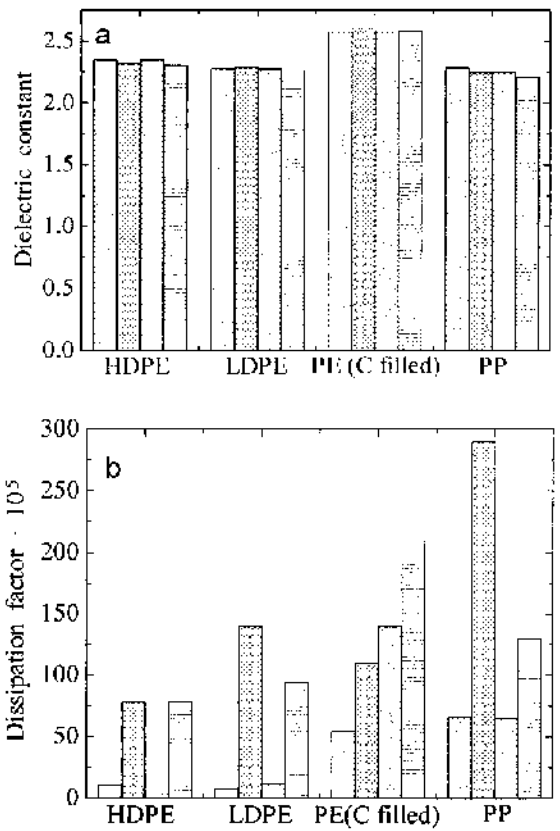 a
2.5
2.0
1.5
1.0
0.5
0.0
Dielectric constant
HDPE LDPE PE (C filled) PP
b
300
250
200
150
100
50
0
Dissipation factor · 10⁵
HDPE LDPE PE(C filled) PP